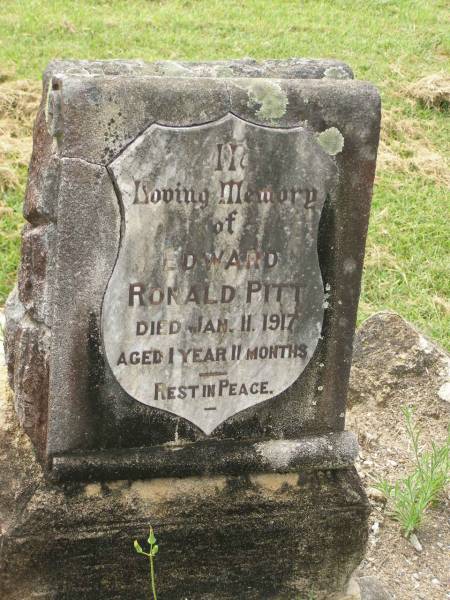 In
Loving Memory
of
EDWARD
RONALD PITT
DIED JAN. 11. 1917
AGED 1 YEAR 11 MONTHS
REST IN PEACE.